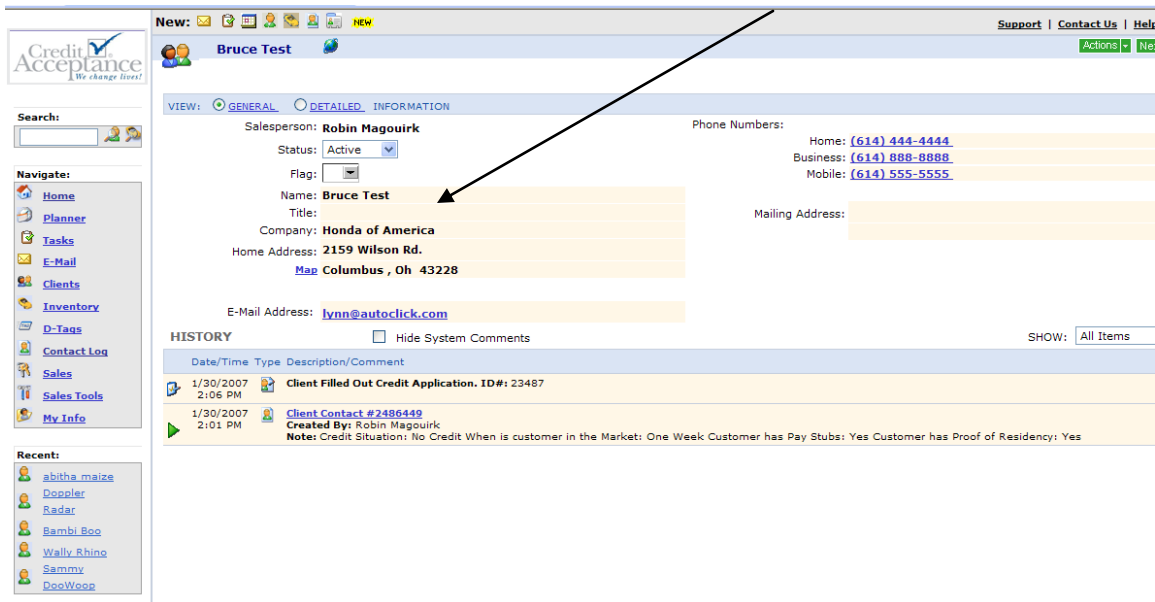 New: NEW
Support | Contact Us | Help
Credit
Acceptance
We change lives!
Bruce Test
Actions
Nex
VIEW: GENERAL DETAILED INFORMATION
Search:
Navigate:
Home
Planner
Tasks
E-Mail
Clients
Inventory
D-Tags
Contact Log
Sales
Sales Tools
My Info
Recent:
abitha maize
Doppler
Radar
Bambi Boo
Wally Rhino
Sammy
DooWoop
Salesperson: Robin Magouirk
Status: Active
Flag:
Name: Bruce Test
Title:
Company: Honda of America
Home Address: 2159 Wilson Rd.
Map Columbus , Oh 43228
E-Mail Address: lynn@autoclick.com
Phone Numbers:
Home: (614) 444-4444
Business: (614) 888-8888
Mobile: (614) 555-5555
Mailing Address:
HISTORY Hide System Comments SHOW: All Items
Date/Time Type Description/Comment
1/30/2007 Client Filled Out Credit Application. ID#: 23487
2:06 PM
1/30/2007 Client Contact #2486449
2:01 PM Created By: Robin Magouirk
Note: Credit Situation: No Credit When is customer in the Market: One Week Customer has Pay Stubs: Yes Customer has Proof of Residency: Yes